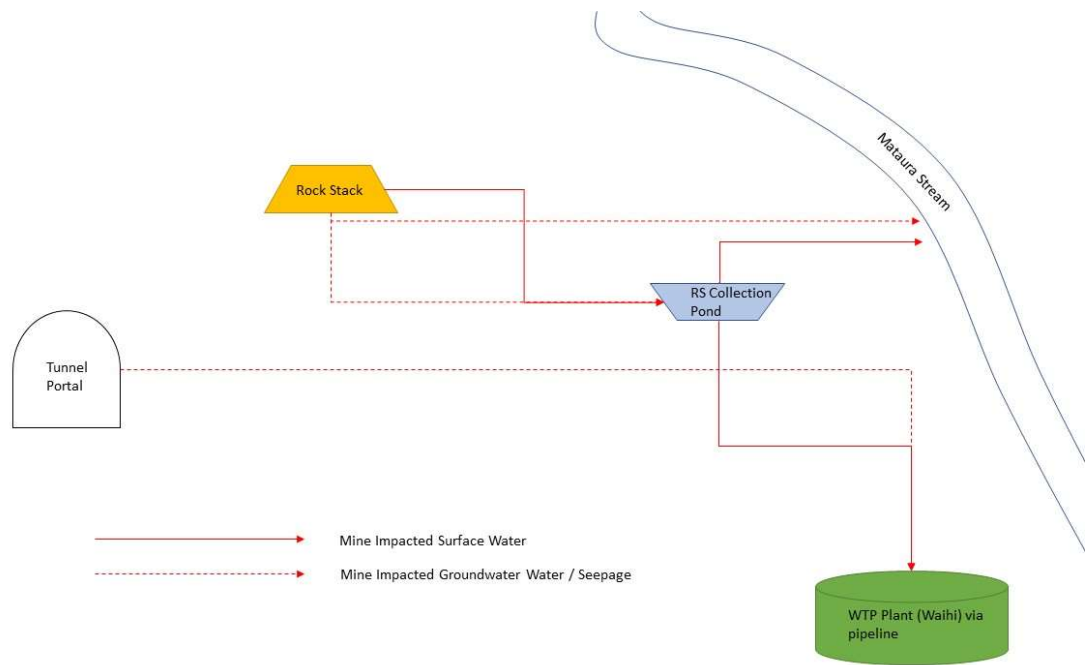 Mataura Stream
Rock Stack
RS Collection
Pond
Tunnel
Portal
Mine Impacted Surface Water
Mine Impacted Groundwater Water / Seepage
WTP Plant (Waihi) via
pipeline